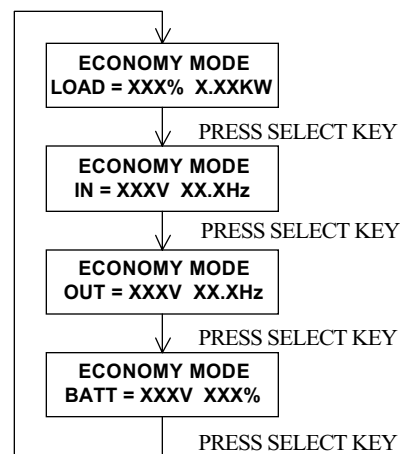 ECONOMY MODE
LOAD = XXX% X.XXKW
PRESS SELECT KEY
ECONOMY MODE
IN = XXXV XX.XHz
PRESS SELECT KEY
ECONOMY MODE
OUT = XXXV XX.XHz
PRESS SELECT KEY
ECONOMY MODE
BATT = XXXV XXX%
PRESS SELECT KEY